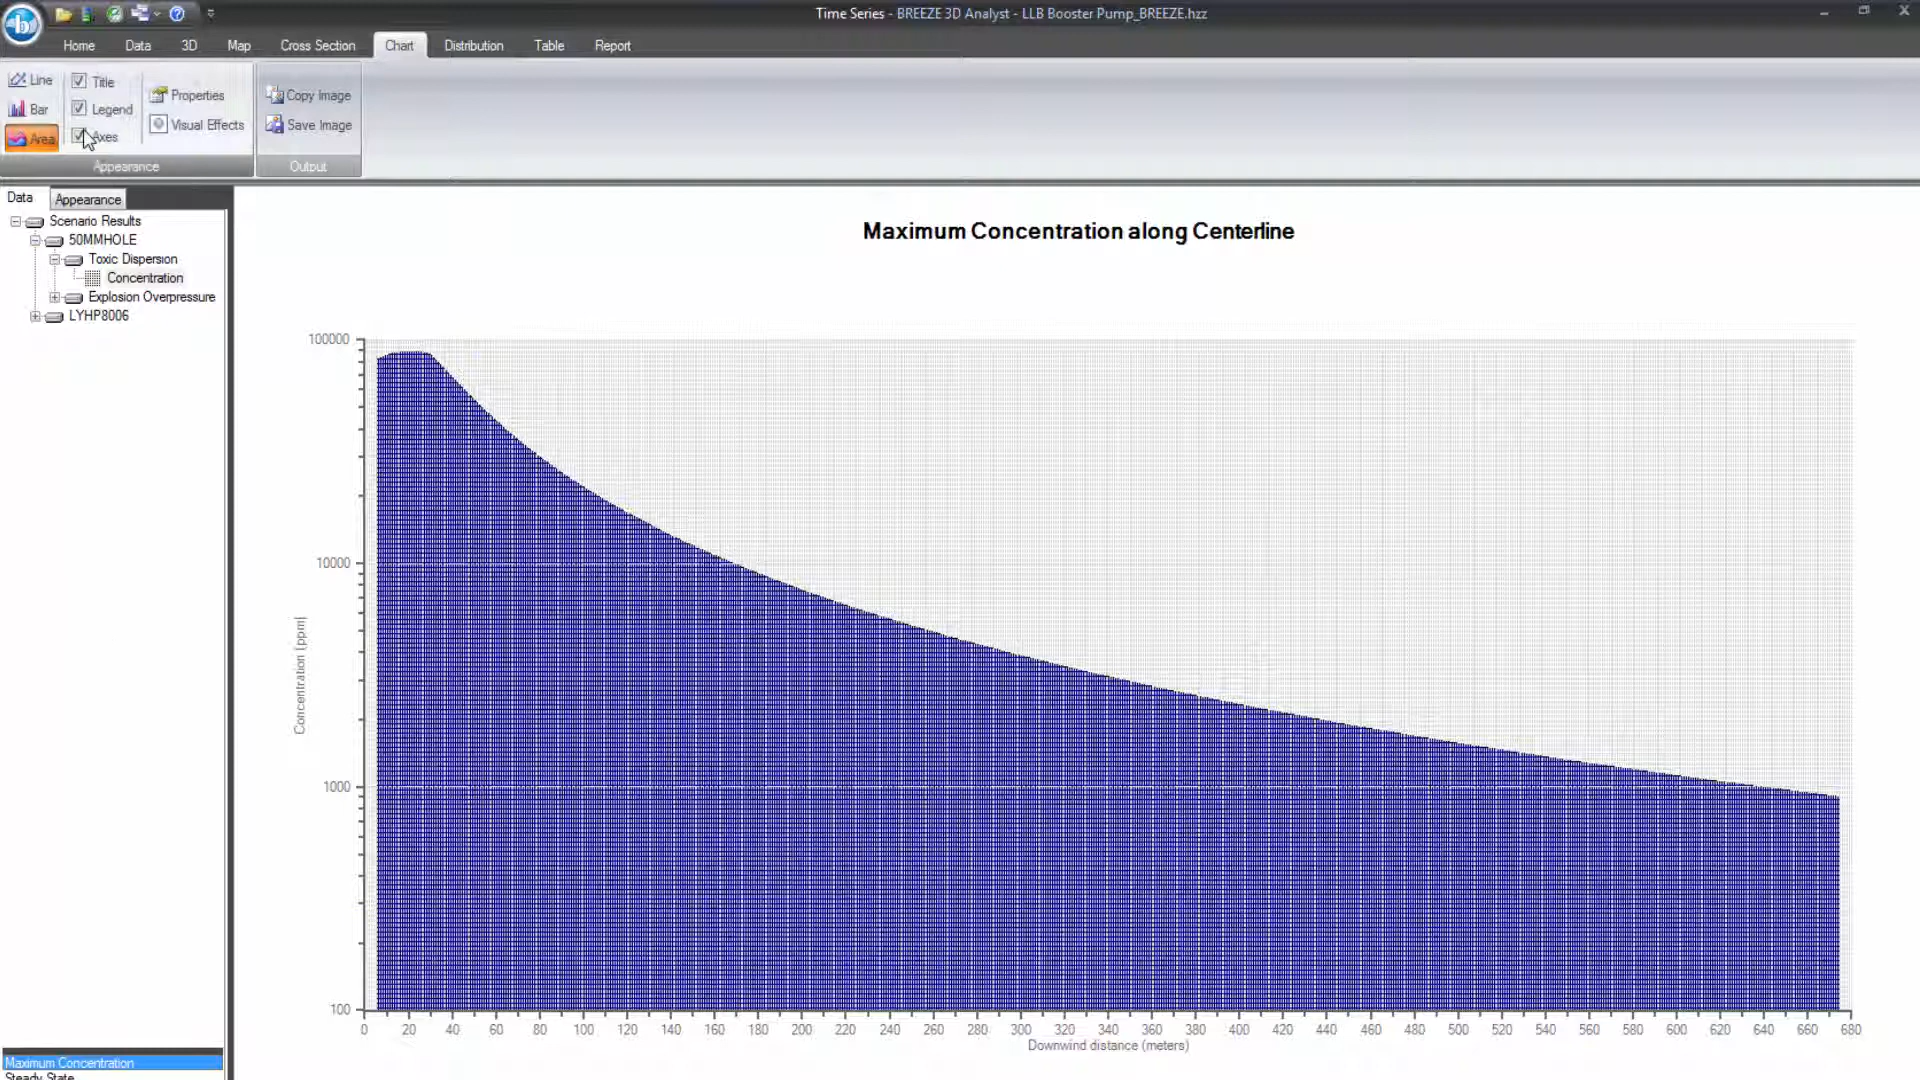 Time Series - BREEZE 3D Analyst - LLB Booster Pump_BREEZE.hzz
Home Data 3D Map Cross Section Chart Distribution Table Report
Line Title
Bar Legend
Area Axes
Properties
Visual Effects
Appearance
Copy Image
Save Image
Output
Data Appearance
Scenario Results
50MMHOLE
Toxic Dispersion
Concentration
Explosion Overpressure
LYHP8006
Maximum Concentration
Steady State
Maximum Concentration along Centerline
100000
10000
1000
100
Concentration (ppm)
0 20 40 60 80 100 120 140 160 180 200 220 240 260 280 300 320 340 360 380 400 420 440 460 480 500 520 540 560 580 600 620 640 660 680
Downwind distance (meters)